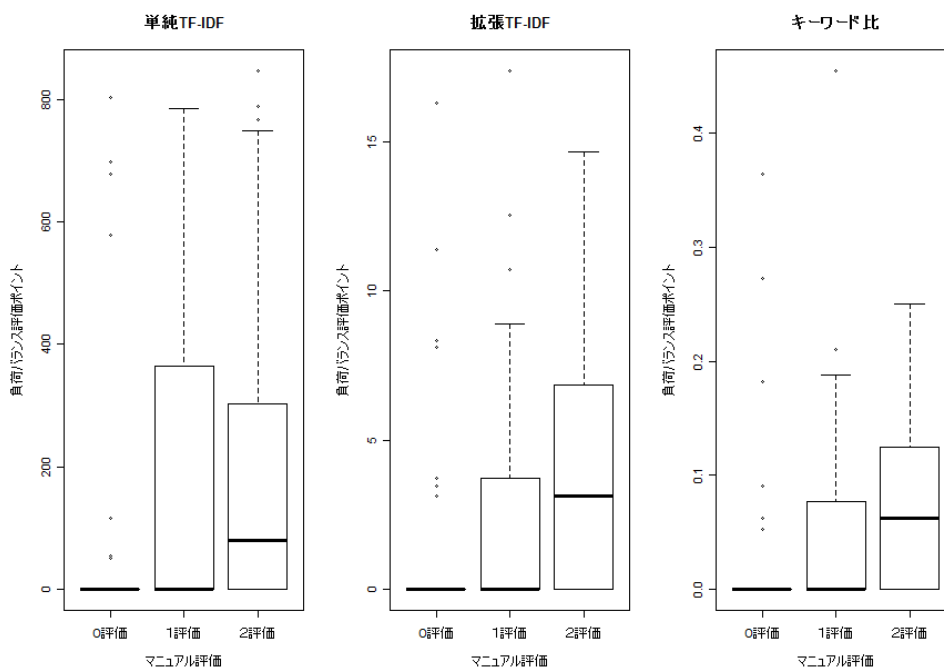 単純TF-IDF
負荷バランス評価ポイント
800
600
400
200
0
0評価 1評価 2評価
マニュアル評価
拡張TF-IDF
負荷バランス評価ポイント
15
10
5
0
0評価 1評価 2評価
マニュアル評価
キーワード比
負荷バランス評価ポイント
0.4
0.3
0.2
0.1
0.0
0評価 1評価 2評価
マニュアル評価